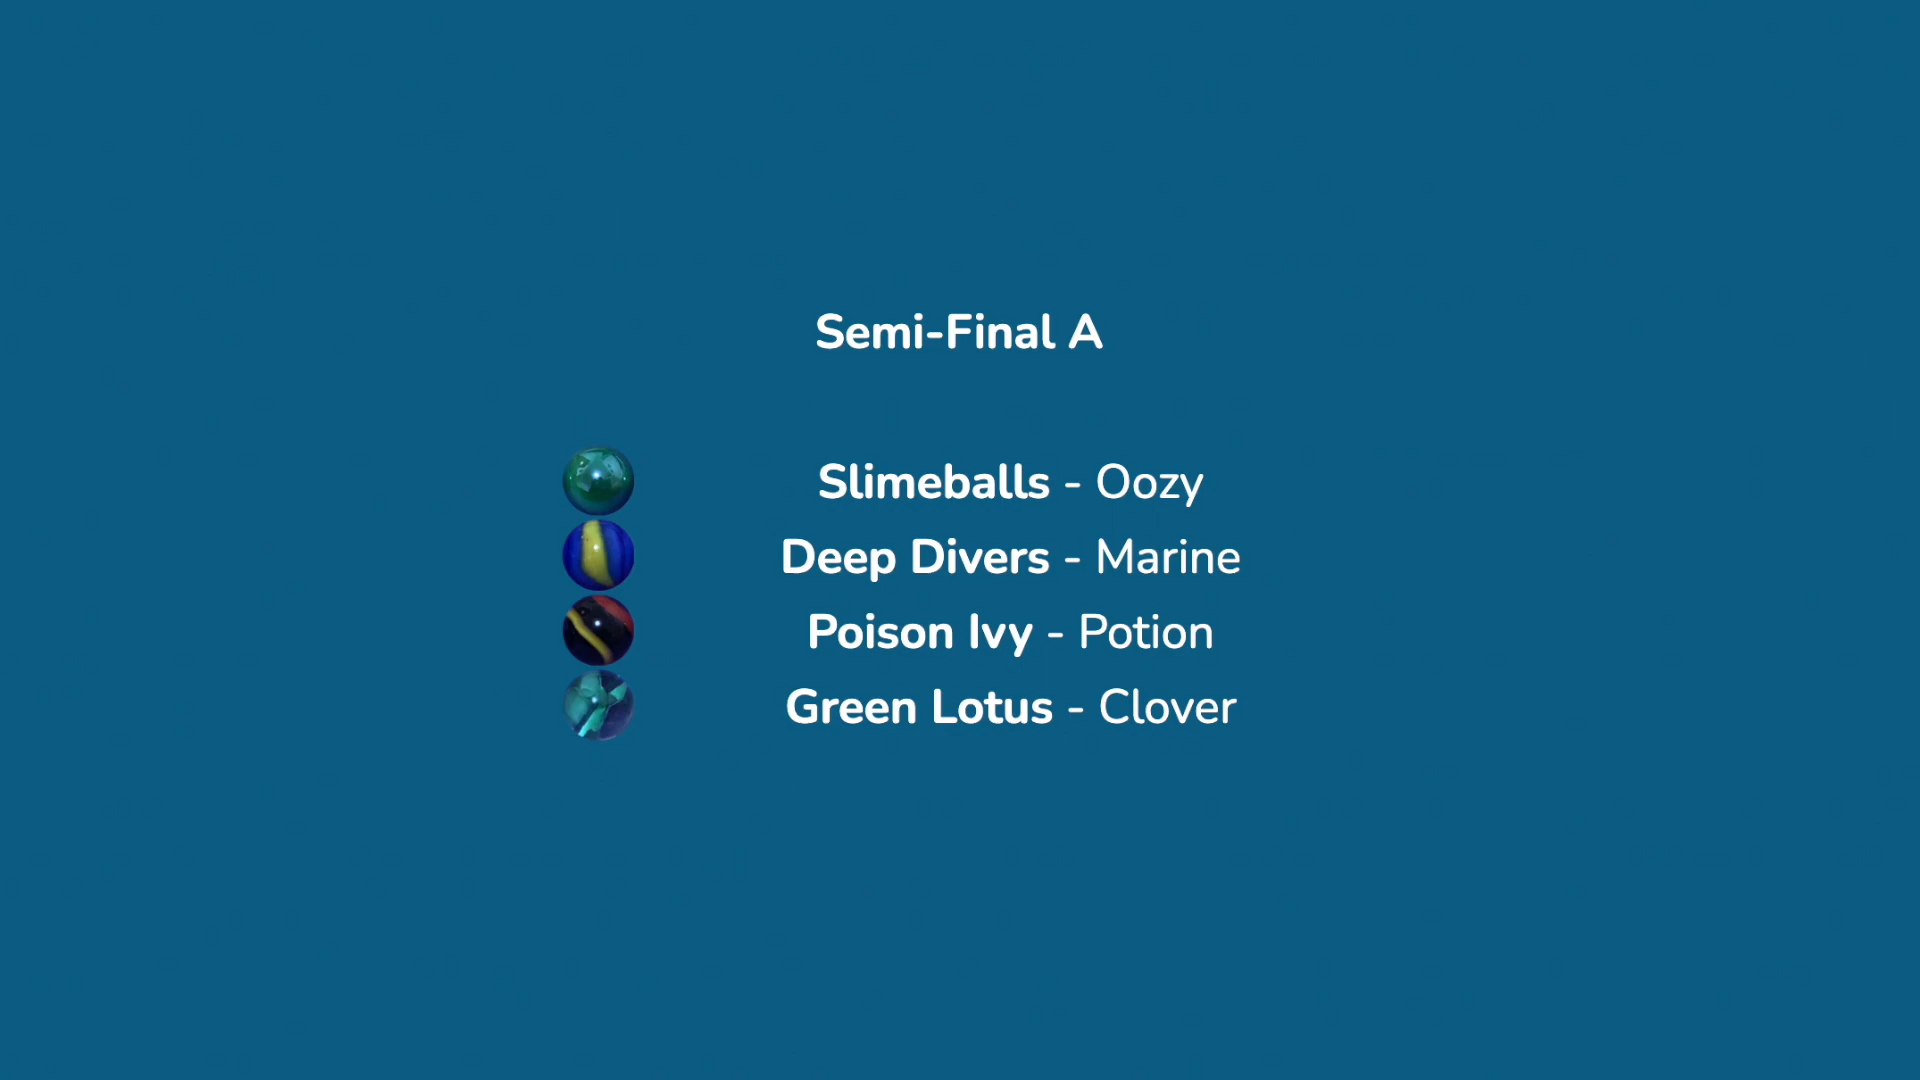 Semi-Final A
Slimeballs - Oozy
Deep Divers - Marine
Poison Ivy - Potion
Green Lotus - Clover